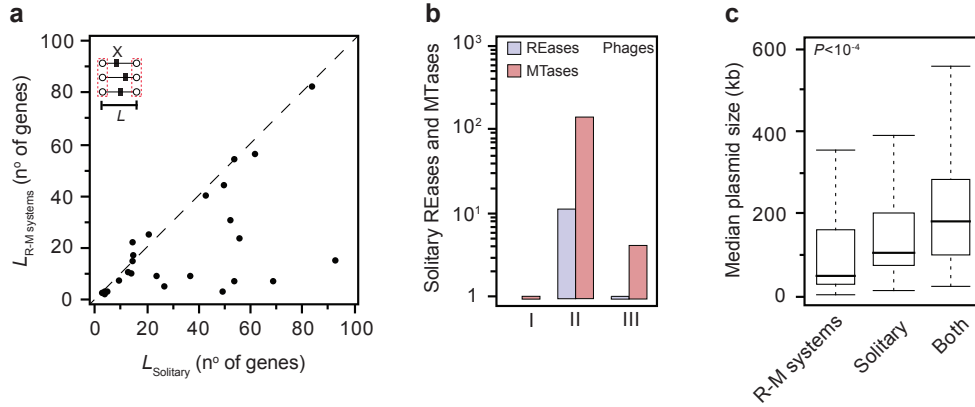 a
X
L
100
80
60
40
20
0
0 20 40 60 80 100
L R-M systems (nº of genes)
L Solitary (nº of genes)
b
REases
MTases
Phages
10³
10²
10¹
1
I II III
Solitary REases and MTases
c
P<10⁻⁴
600
400
200
0
Median plasmid size (kb)
R-M systems
Solitary
Both